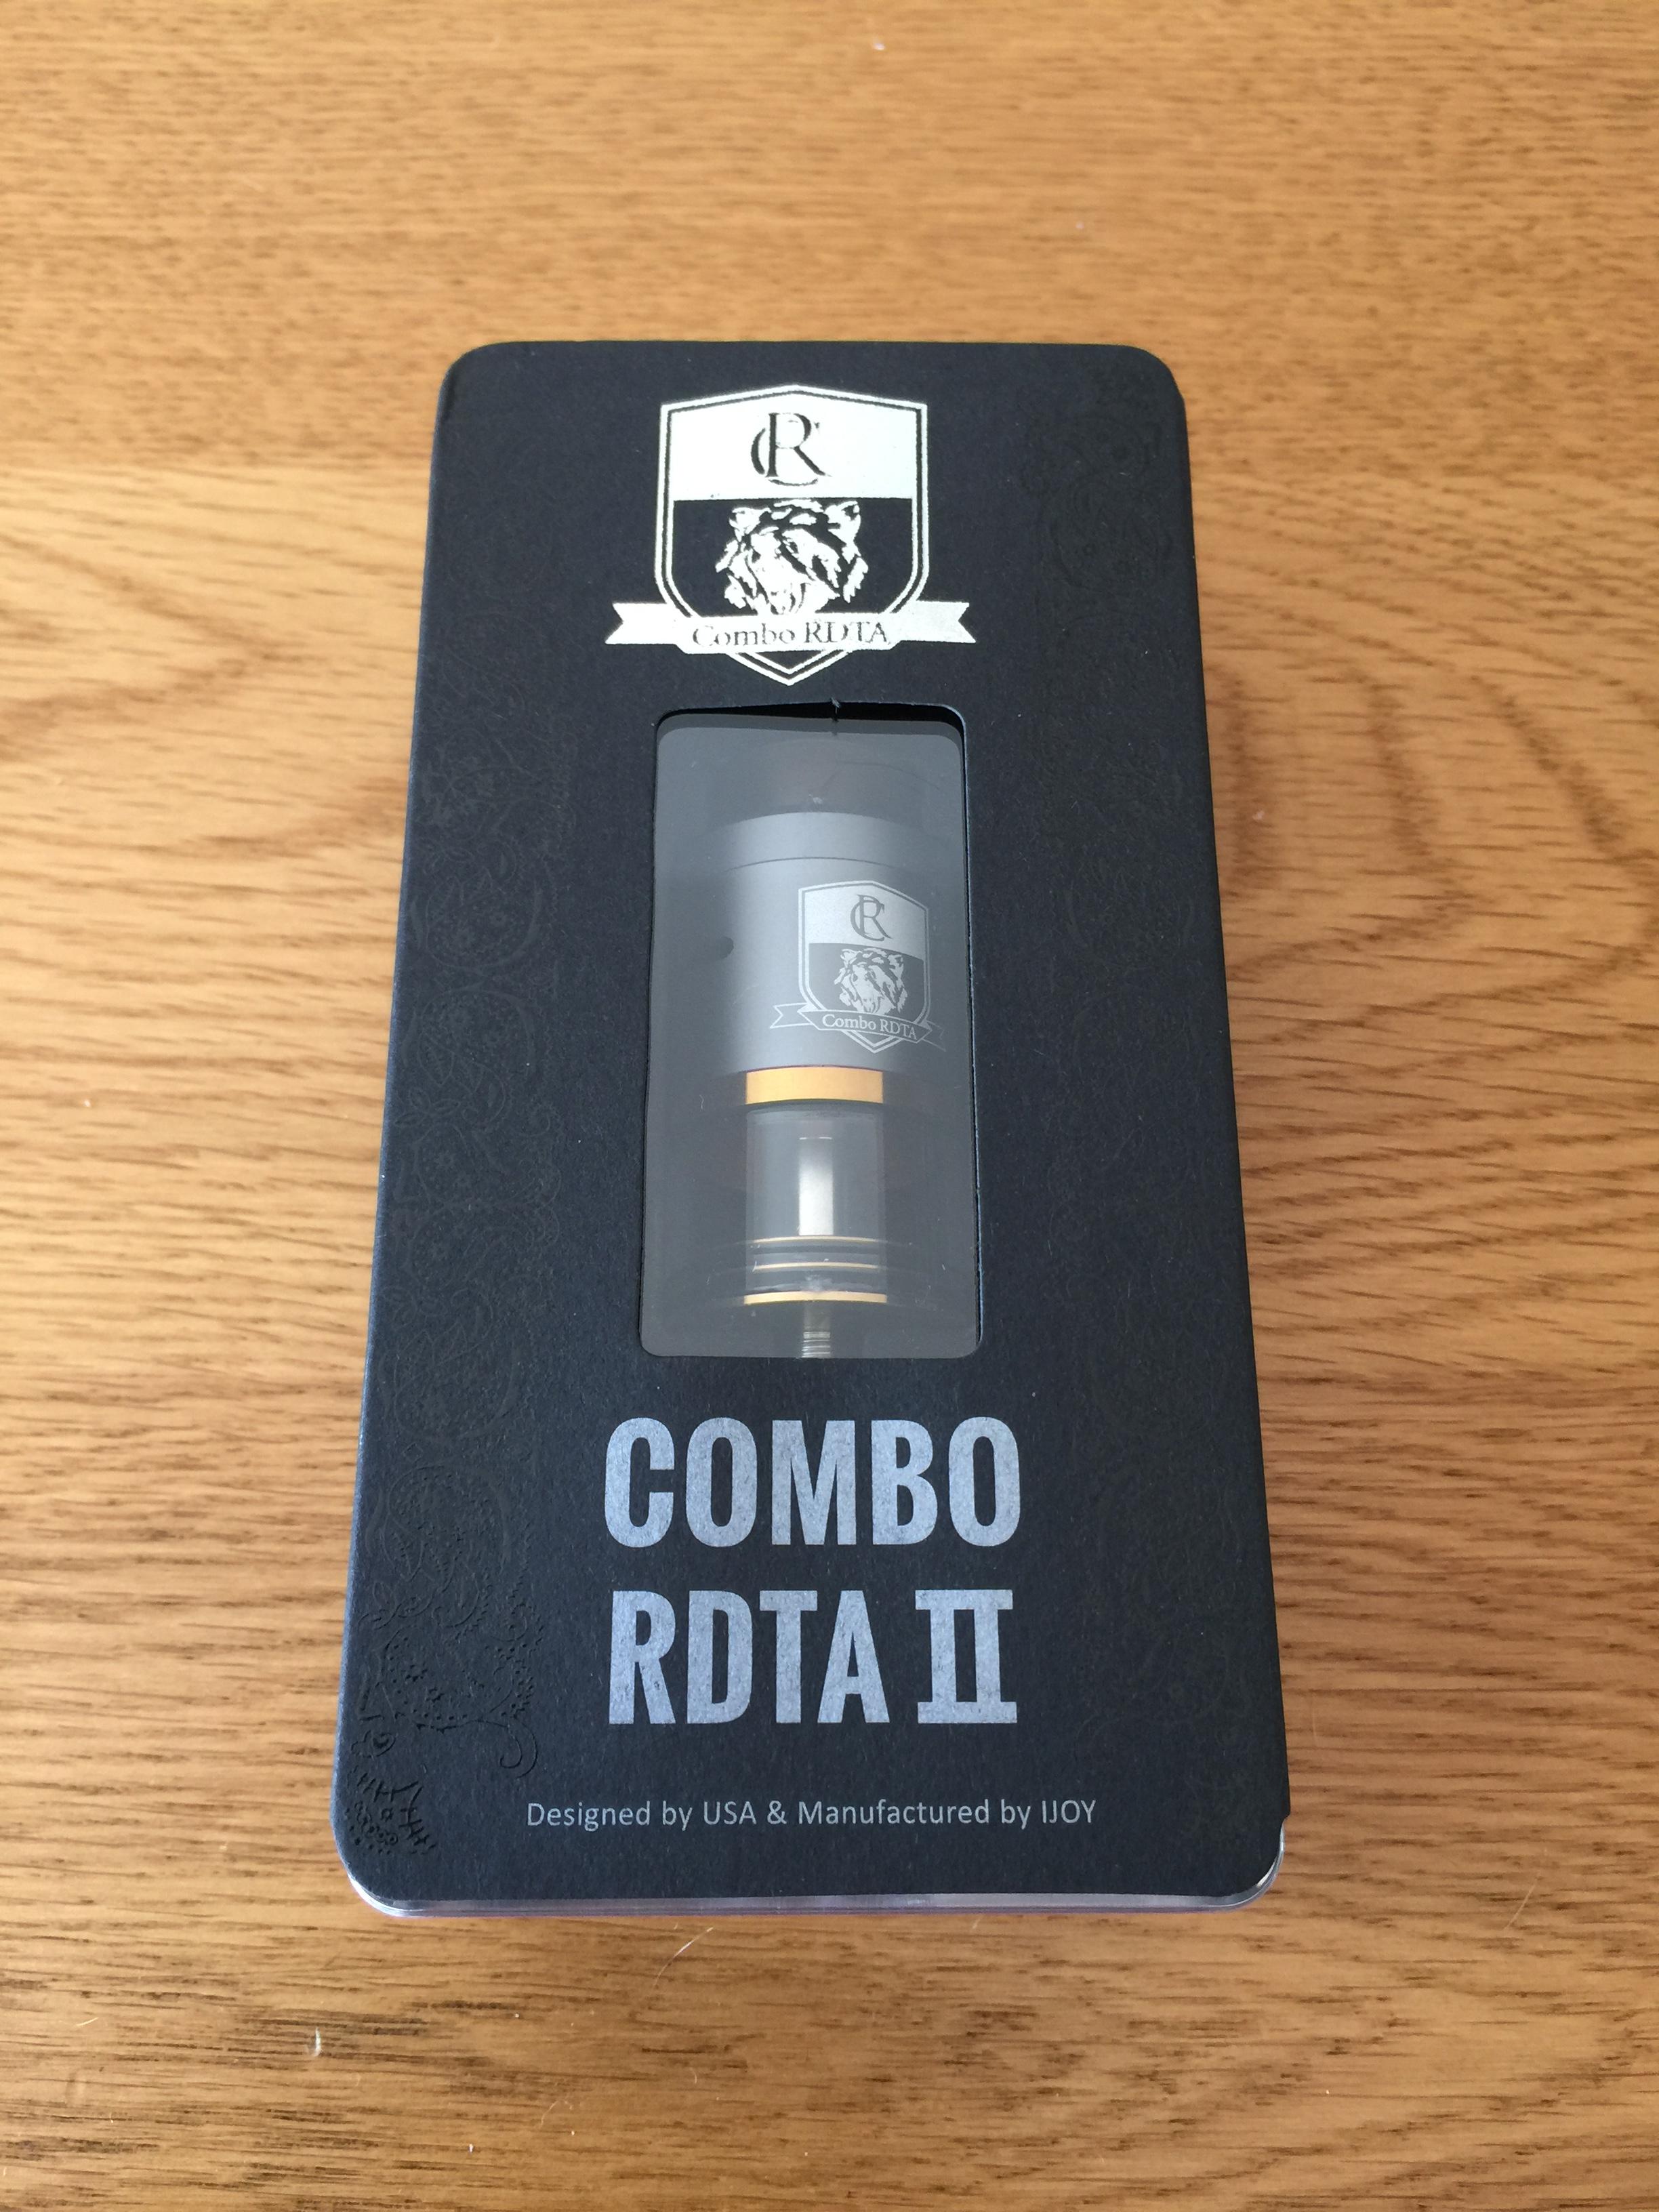 CR
Combo RDTA
CR
Combo RDTA
COMBO
RDTA II
Designed by USA & Manufactured by IJOY